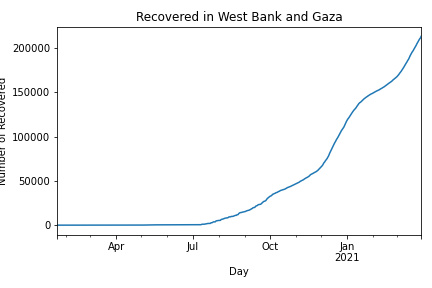 Recovered in West Bank and Gaza
200000
150000
100000
50000
0
Number of Recovered
Apr
Jul
Oct
Jan
2021
Day